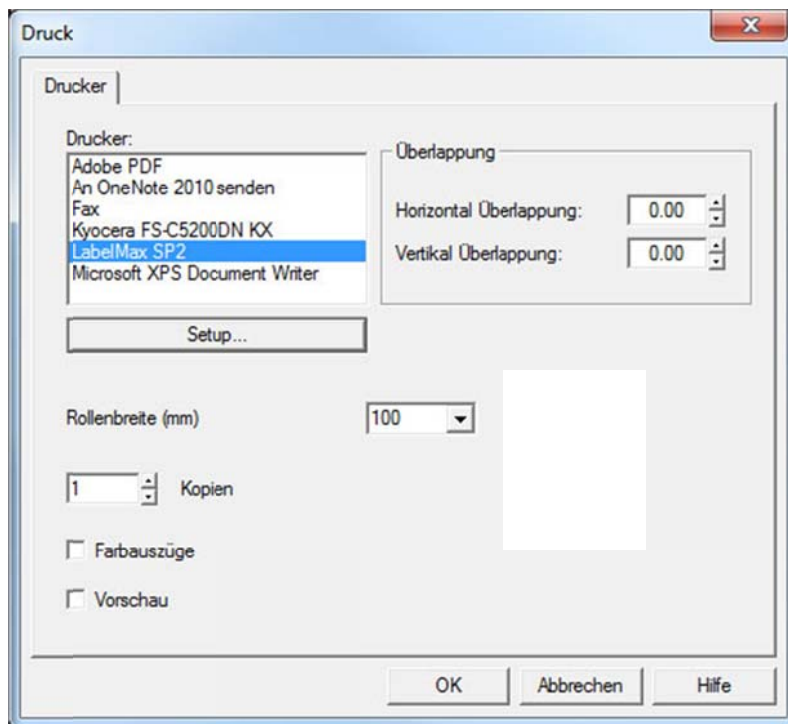 Druck
Drucker
Drucker:
Adobe PDF
An OneNote 2010 senden
Fax
Kyocera FS-C5200DN KX
LabelMax SP2
Microsoft XPS Document Writer
Setup...
Überlappung
Horizontal Überlappung: 0.00
Vertikal Überlappung: 0.00
Rollenbreite (mm) 100
1 Kopien
Farbauszüge
Vorschau
OK Abbrechen Hilfe